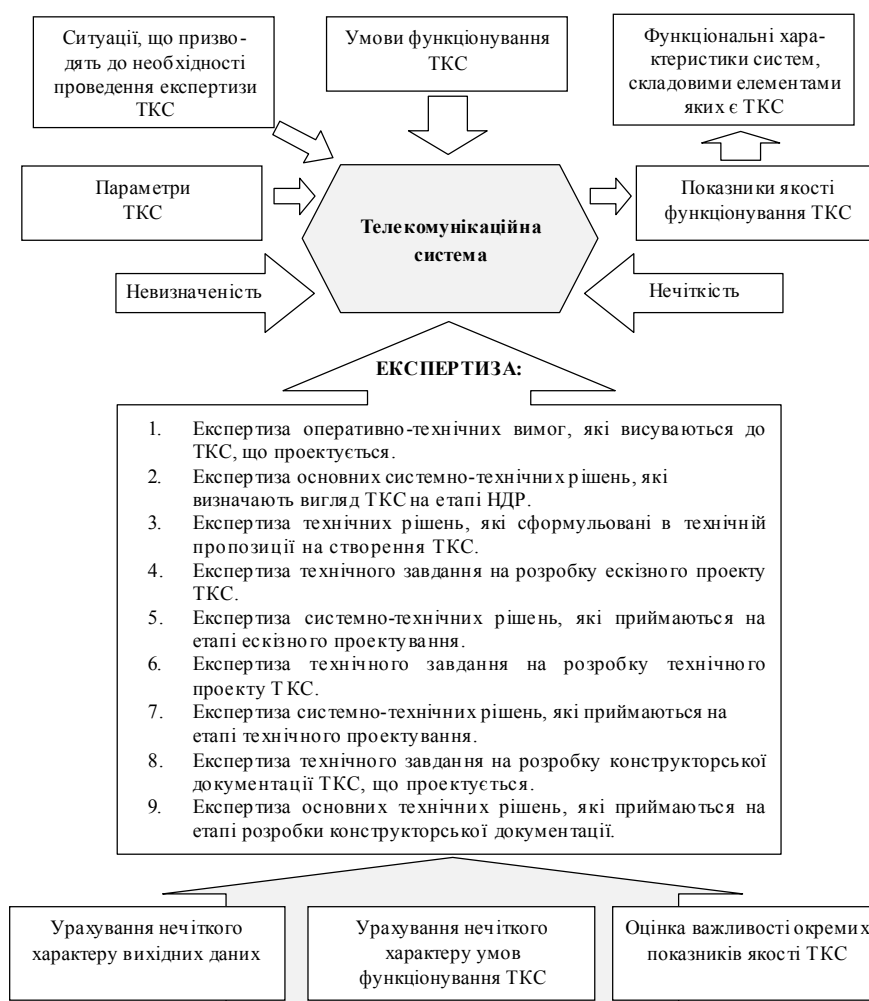 Ситуації, що призво-
дять до необхідності
проведення експертизи
ТКС
Умови функціонування
ТКС
Функціональні хара-
ктеристики систем,
складовими елементами
яких є ТКС
Параметри
ТКС
Телекомунікаційна
система
Показники якості
функціонування ТКС
Невизначеність
Нечіткість
ЕКСПЕРТИЗА:
1. Експертиза оперативно-технічних вимог, які висуваються до
ТКС, що проектується.
2. Експертиза основних системно-технічних рішень, які
визначають вигляд ТКС на етапі НДР.
3. Експертиза технічних рішень, які сформульовані в технічній
пропозиції на створення ТКС.
4. Експертиза технічного завдання на розробку ескізного проекту
ТКС.
5. Експертиза системно-технічних рішень, які приймаються на
етапі ескізного проектування.
6. Експертиза технічного завдання на розробку технічного
проекту ТКС.
7. Експертиза системно-технічних рішень, які приймаються на
етапі технічного проектування.
8. Експертиза технічного завдання на розробку конструкторської
документації ТКС, що проектується.
9. Експертиза основних технічних рішень, які приймаються на
етапі розробки конструкторської документації.
Урахування нечіткого
характеру вихідних даних
Урахування нечіткого
характеру умов
функціонування ТКС
Оцінка важливості окремих
показників якості ТКС